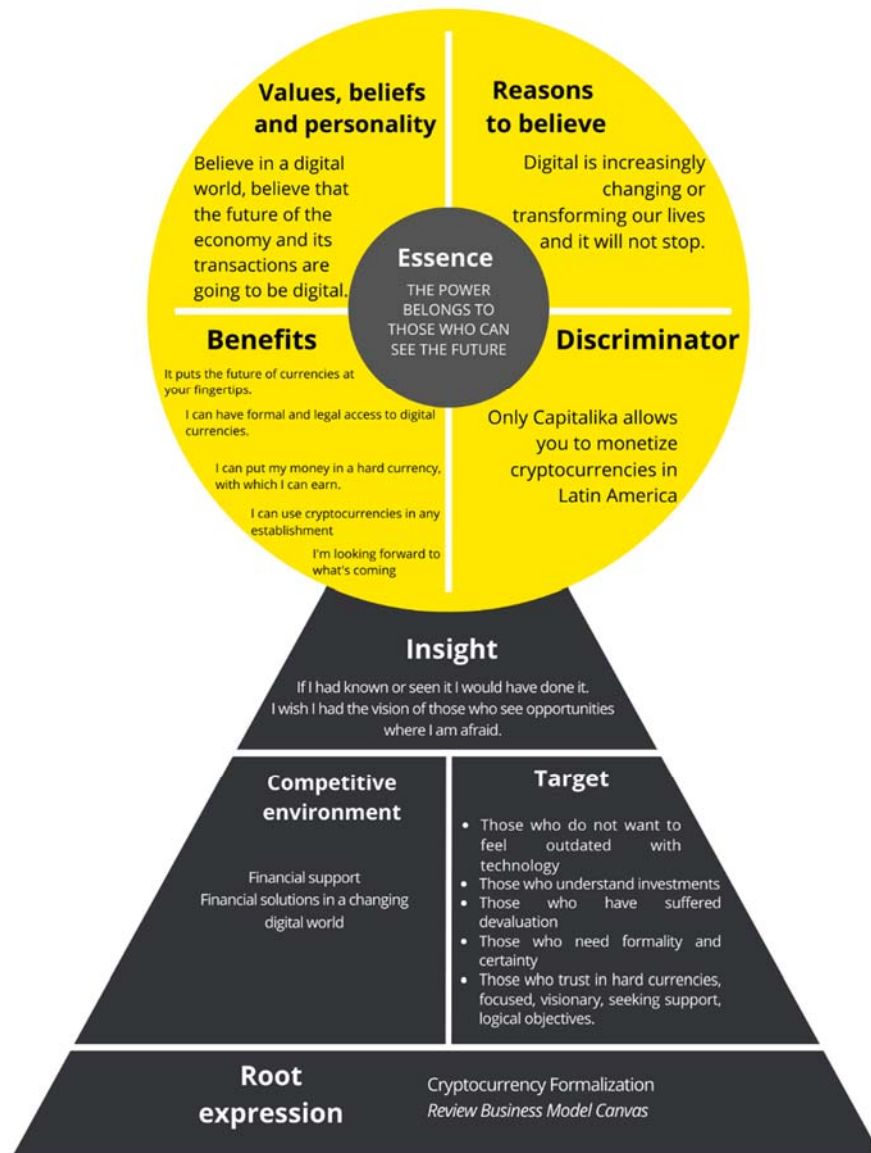 Values, beliefs
and personality
Believe in a digital
world, believe that
the future of the
economy and its
transactions are
going to be digital.
Reasons
to believe
Digital is increasingly
changing or
transforming our lives
and it will not stop.
Essence
THE POWER
BELONGS TO
THOSE WHO CAN
SEE THE FUTURE
Benefits
It puts the future of currencies at
your fingertips.
I can have formal and legal access to digital
currencies.
I can put my money in a hard currency,
with which I can earn.
I can use cryptocurrencies in any
establishment
I'm looking forward to
what's coming
Discriminator
Only Capitalika allows
you to monetize
cryptocurrencies in
Latin America
Insight
If I had known or seen it I would have done it.
I wish I had the vision of those who see opportunities
where I am afraid.
Competitive
environment
Financial support
Financial solutions in a changing
digital world
Target
• Those who do not want to
feel outdated with
technology
• Those who understand investments
• Those who have suffered
devaluation
• Those who need formality and
certainty
• Those who trust in hard currencies,
focused, visionary, seeking support,
logical objectives.
Root
expression
Cryptocurrency Formalization
Review Business Model Canvas